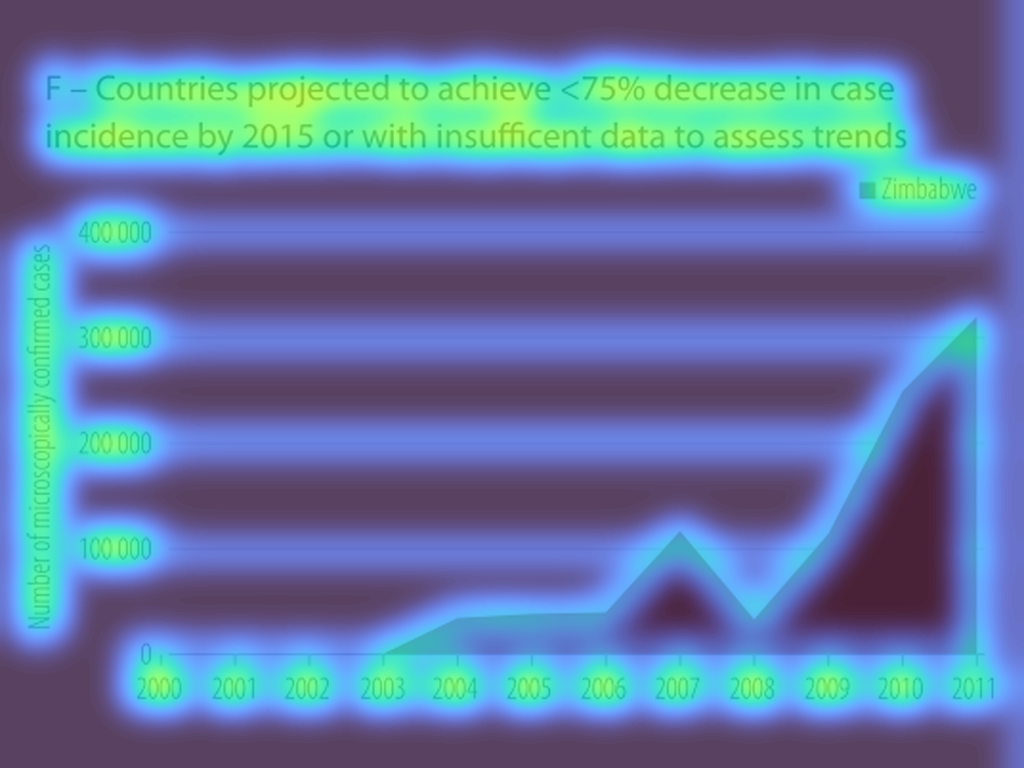 F – Countries projected to achieve <75% decrease in case
incidence by 2015 or with insufficent data to assess trends
Zimbabwe
Number of microscopically confirmed cases
400 000
300 000
200 000
100 000
0
2000 2001 2002 2003 2004 2005 2006 2007 2008 2009 2010 2011